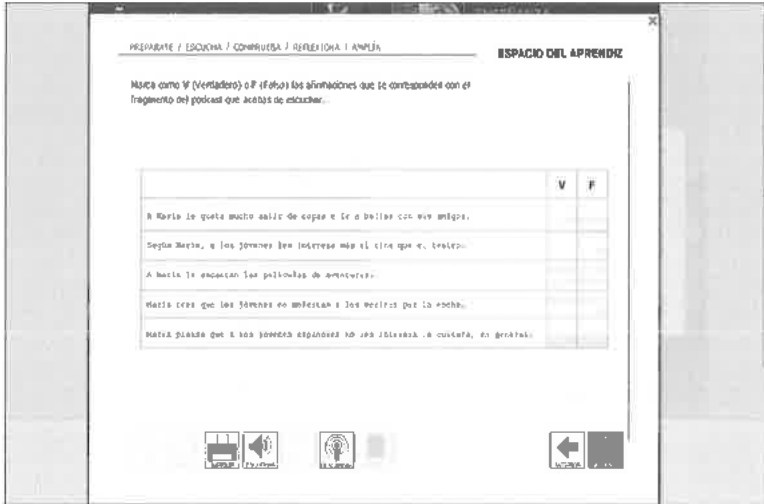 PREPÁRATE / ESCUCHA / COMPRUEBA / REFLEXIONA / AMPLÍA
ESPACIO DEL APRENDIZ
Marca como V (Verdadero) o F (Falso) las afirmaciones que se corresponden con el
fragmento del podcast que acabas de escuchar.
V F
A María le gusta mucho salir de copas e ir a bailar con sus amigos.
Según María, a los jóvenes les interesa más el cine que el teatro.
A María le encantan las películas de aventuras.
María cree que los jóvenes no molestan a los vecinos por la noche.
María piensa que a los jóvenes españoles no les interesa la cultura, en general.